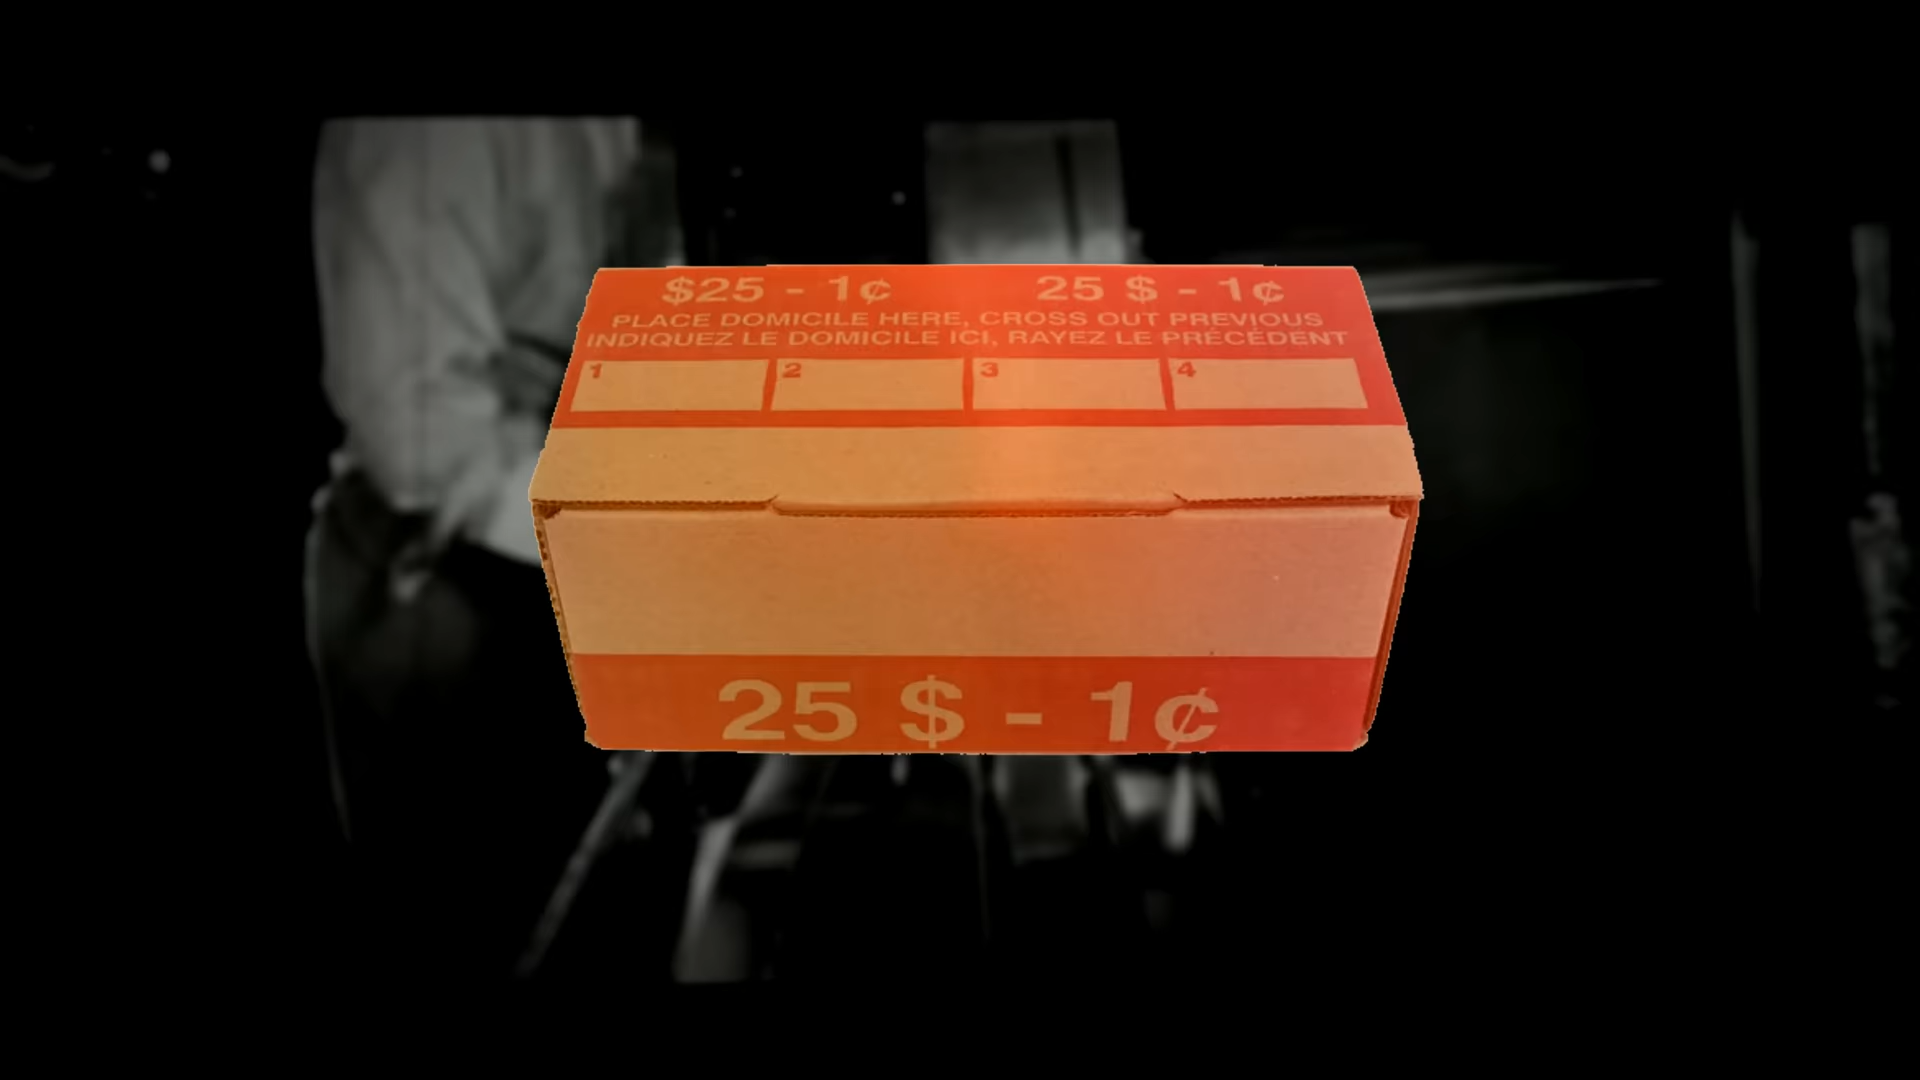 $25 - 1¢ 25 $ - 1¢
PLACE DOMICILE HERE, CROSS OUT PREVIOUS
INDIQUEZ LE DOMICILE ICI, RAYEZ LE PRÉCÉDENT
1 2 3 4
25 $ - 1¢